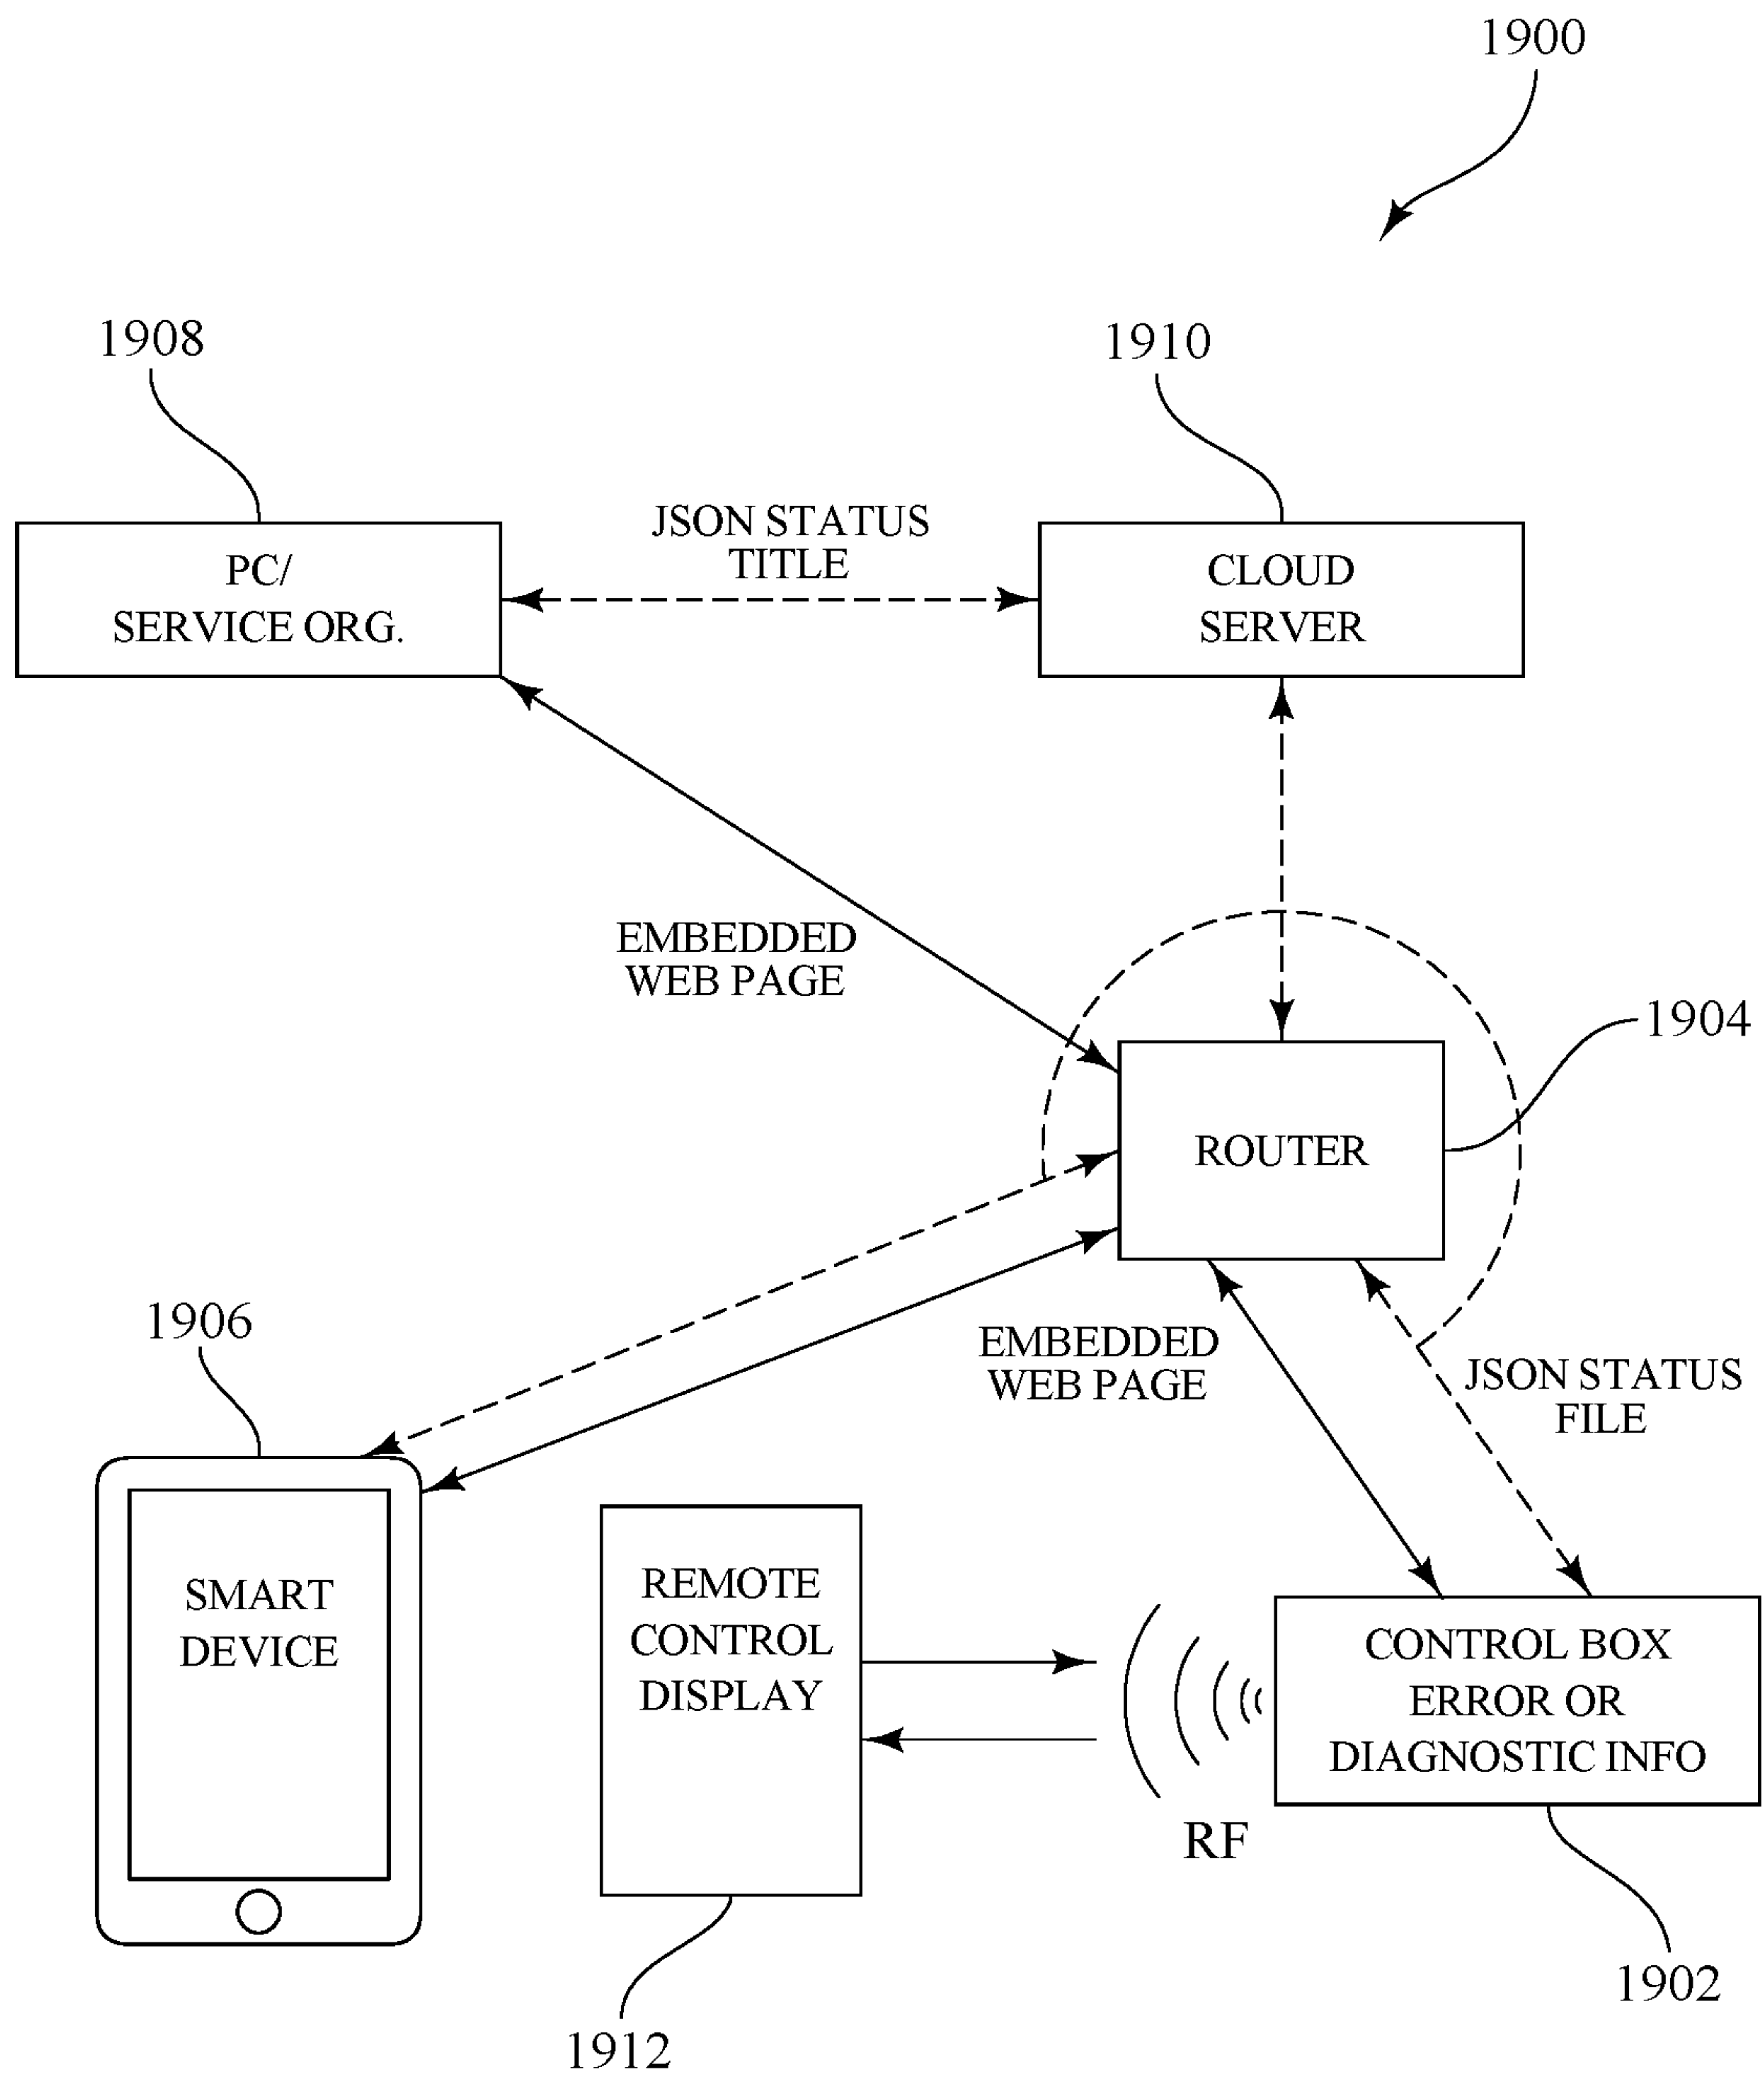 1900
1908
1910
JSON STATUS
TITLE
PC/
SERVICE ORG.
CLOUD
SERVER
EMBEDDED
WEB PAGE
1904
ROUTER
1906
EMBEDDED
WEB PAGE
JSON STATUS
FILE
SMART
DEVICE
REMOTE
CONTROL
DISPLAY
CONTROL BOX
ERROR OR
DIAGNOSTIC INFO
RF
1902
1912